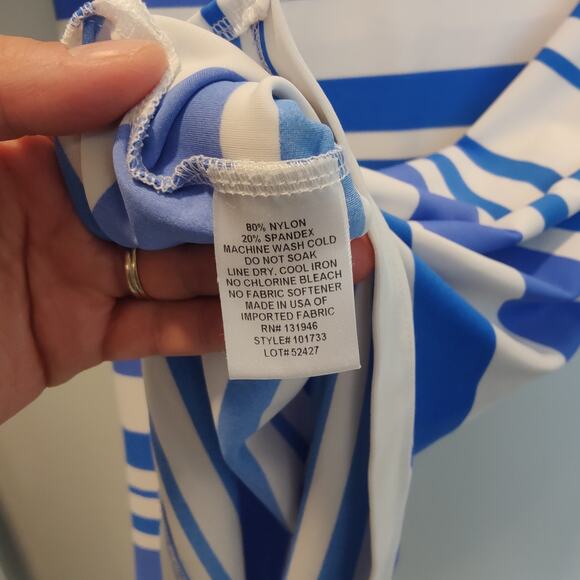 80% NYLON
20% SPANDEX
MACHINE WASH COLD
DO NOT SOAK
LINE DRY. COOL IRON
NO CHLORINE BLEACH
NO FABRIC SOFTENER
MADE IN USA OF
IMPORTED FABRIC
RN# 131946
STYLE# 101733
LOT# 52427